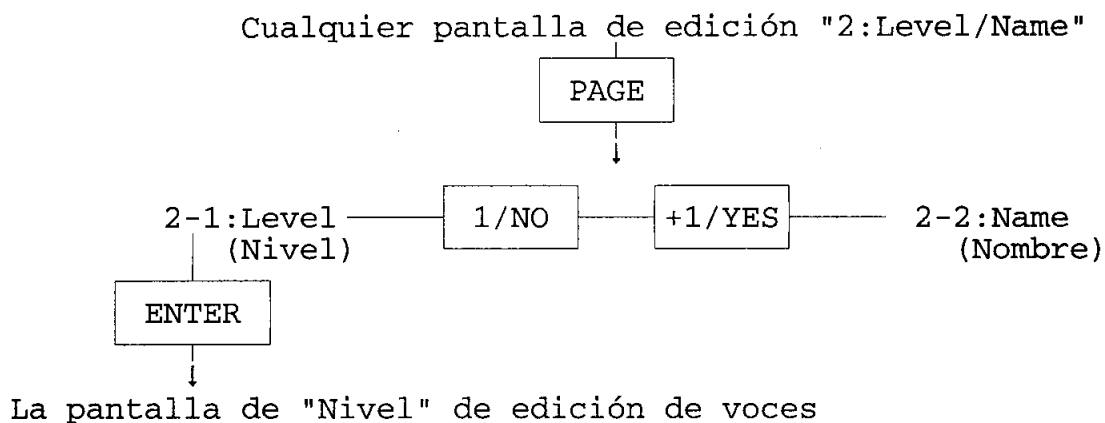 Cualquier pantalla de edición "2:Level/Name"
PAGE
2-1:Level 1/NO +1/YES 2-2:Name
(Nivel) (Nombre)
ENTER
La pantalla de "Nivel" de edición de voces